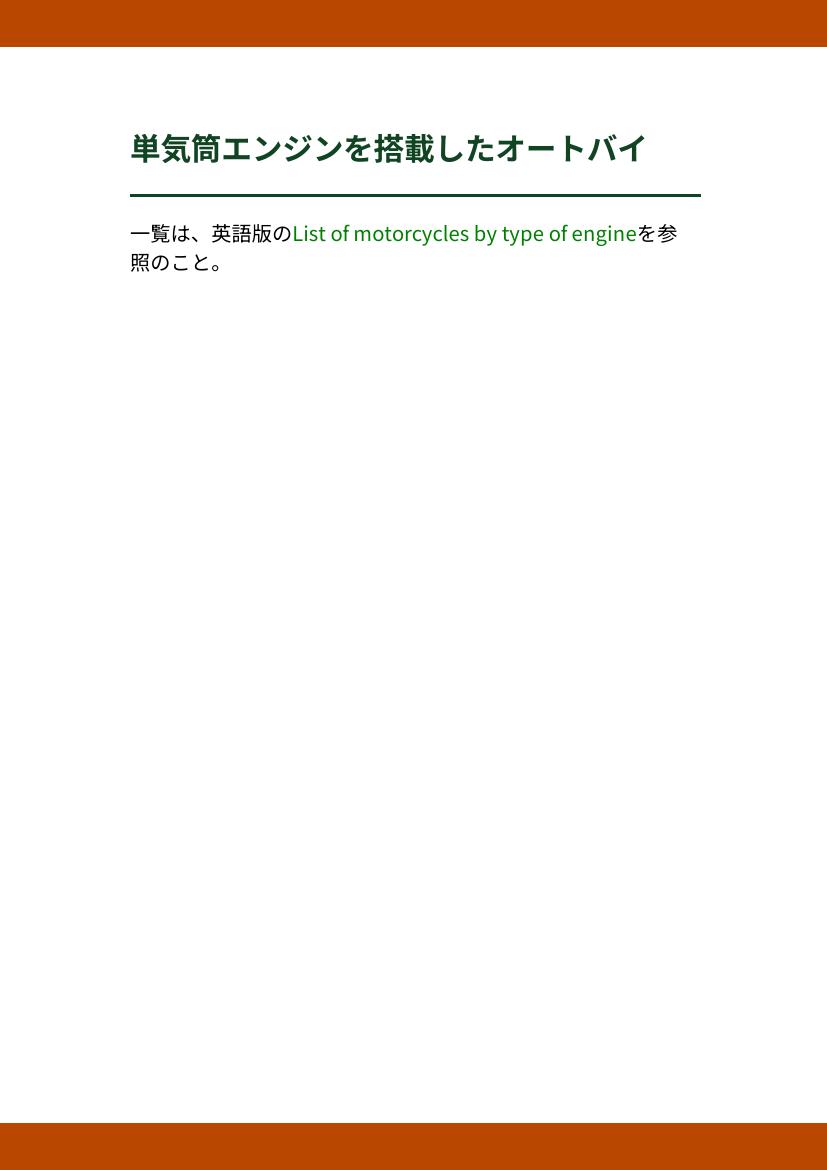 単気筒エンジンを搭載したオートバイ
一覧は、英語版のList of motorcycles by type of engineを参
照のこと。